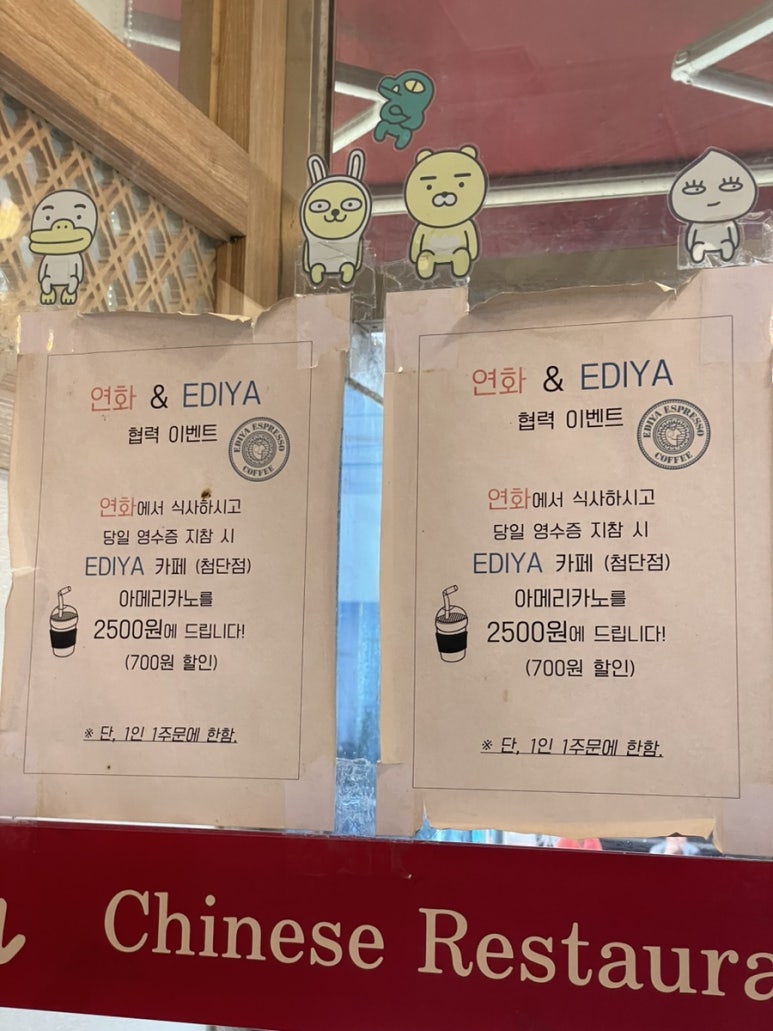 연화 & EDIYA
협력 이벤트
EDIYA ESPRESSO
COFFEE
연화에서 식사하시고
당일 영수증 지참 시
EDIYA 카페 (첨단점)
아메리카노를
2500원에 드립니다!
(700원 할인)
※ 단, 1인 1주문에 한함.
연화 & EDIYA
협력 이벤트
EDIYA ESPRESSO
COFFEE
연화에서 식사하시고
당일 영수증 지참 시
EDIYA 카페 (첨단점)
아메리카노를
2500원에 드립니다!
(700원 할인)
※ 단, 1인 1주문에 한함.
Chinese Restaura